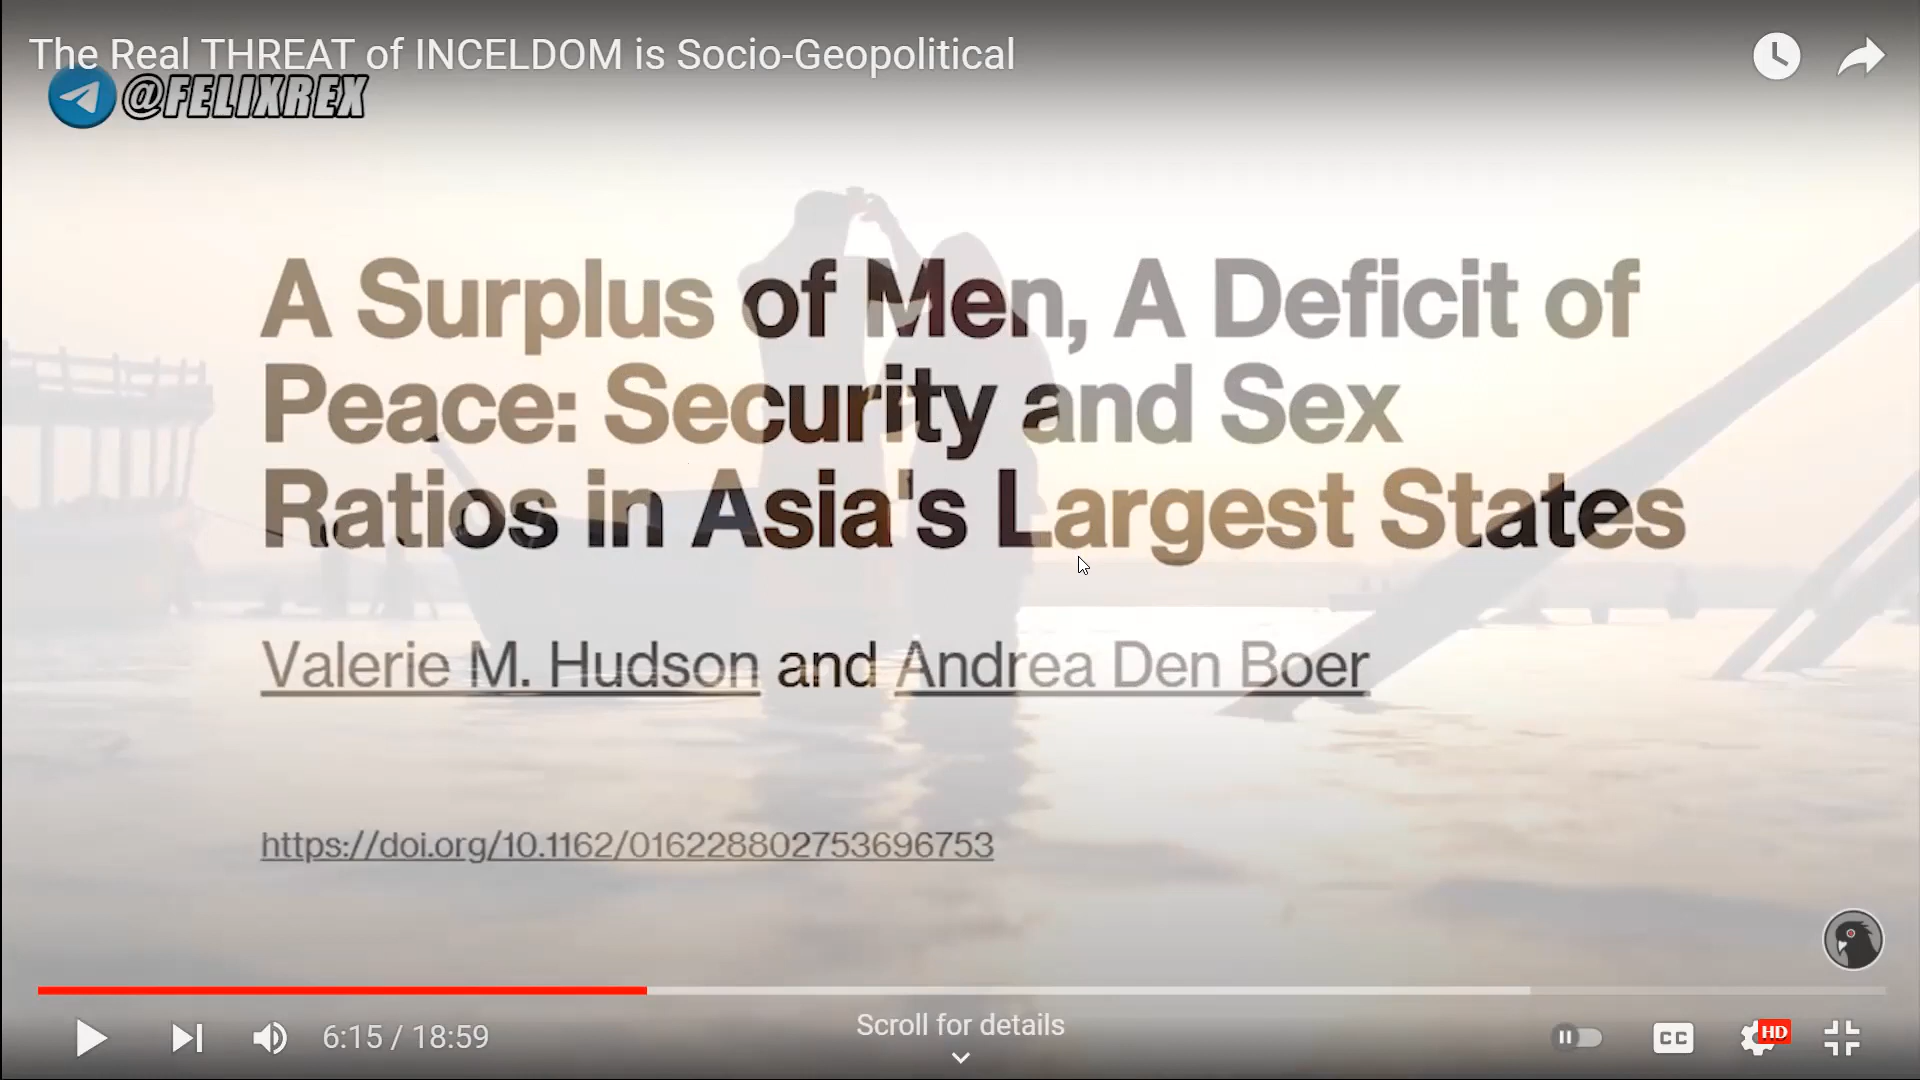 The Real THREAT of INCELDOM is Socio-Geopolitical
@FELIXREX
A Surplus of Men, A Deficit of
Peace: Security and Sex
Ratios in Asia's Largest States
Valerie M. Hudson and Andrea Den Boer
https://doi.org/10.1162/016228802753696753
6:15 / 18:59
Scroll for details
CC
HD